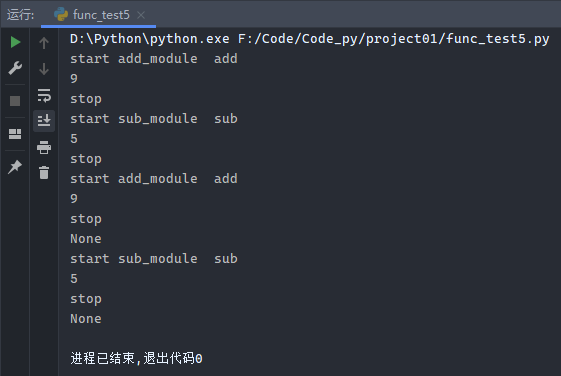 运行: func_test5
D:\Python\python.exe F:/Code/Code_py/project01/func_test5.py
start add_module  add
9
stop
start sub_module  sub
5
stop
start add_module  add
9
stop
None
start sub_module  sub
5
stop
None
进程已结束,退出代码0